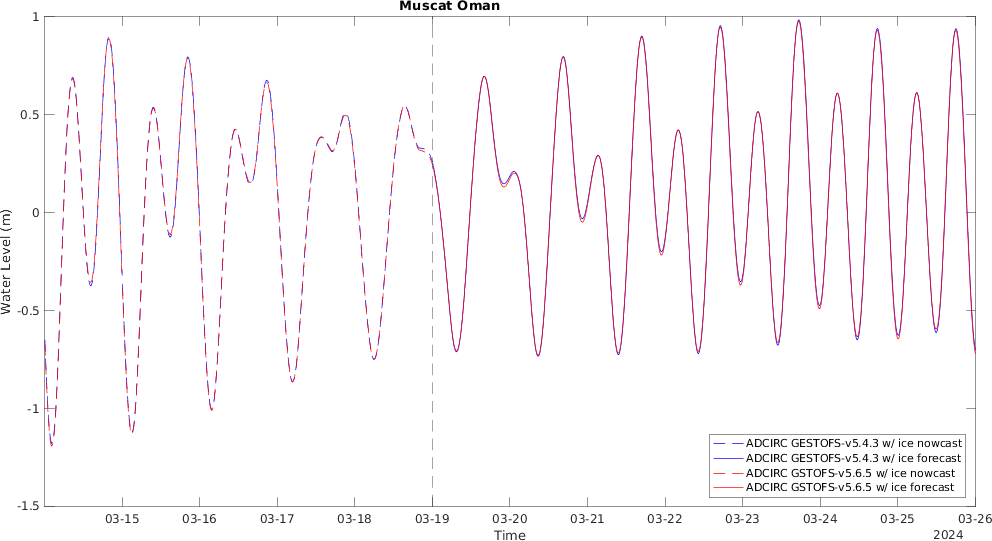 Muscat Oman
1
0.5
0
-0.5
-1
-1.5
Water Level (m)
03-15 03-16 03-17 03-18 03-19 03-20 03-21 03-22 03-23 03-24 03-25 03-26
Time
2024
ADCIRC GESTOFS-v5.4.3 w/ ice nowcast
ADCIRC GESTOFS-v5.4.3 w/ ice forecast
ADCIRC GSTOFS-v5.6.5 w/ ice nowcast
ADCIRC GSTOFS-v5.6.5 w/ ice forecast